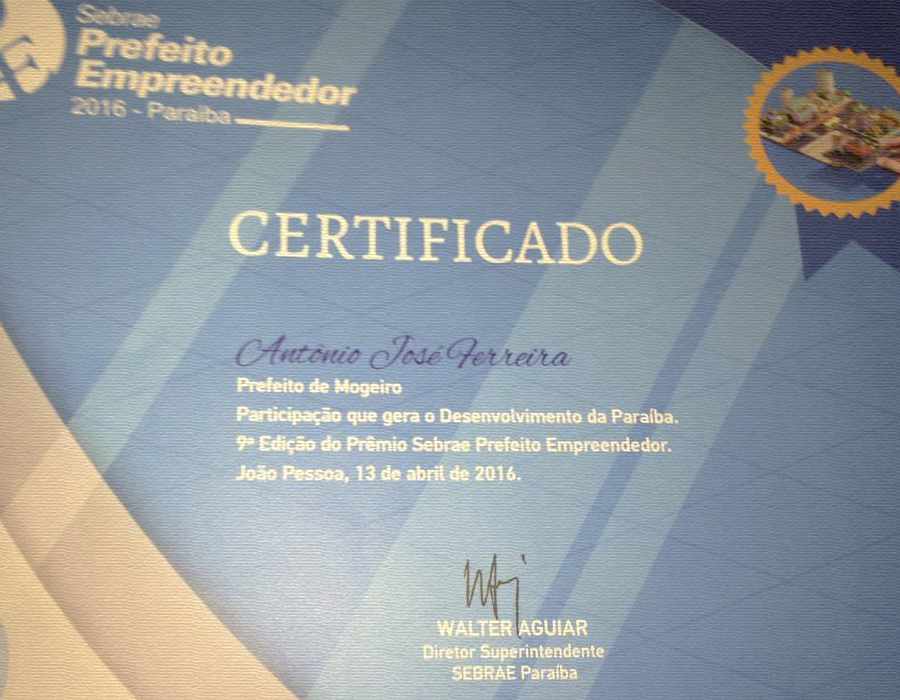 Sebrae
Prefeito
Empreendedor
2016 - Paraíba
CERTIFICADO
Antônio José Ferreira
Prefeito de Mogeiro
Participação que gera o Desenvolvimento da Paraíba.
9ª Edição do Prêmio Sebrae Prefeito Empreendedor.
João Pessoa, 13 de abril de 2016.
WALTER AGUIAR
Diretor Superintendente
SEBRAE Paraíba